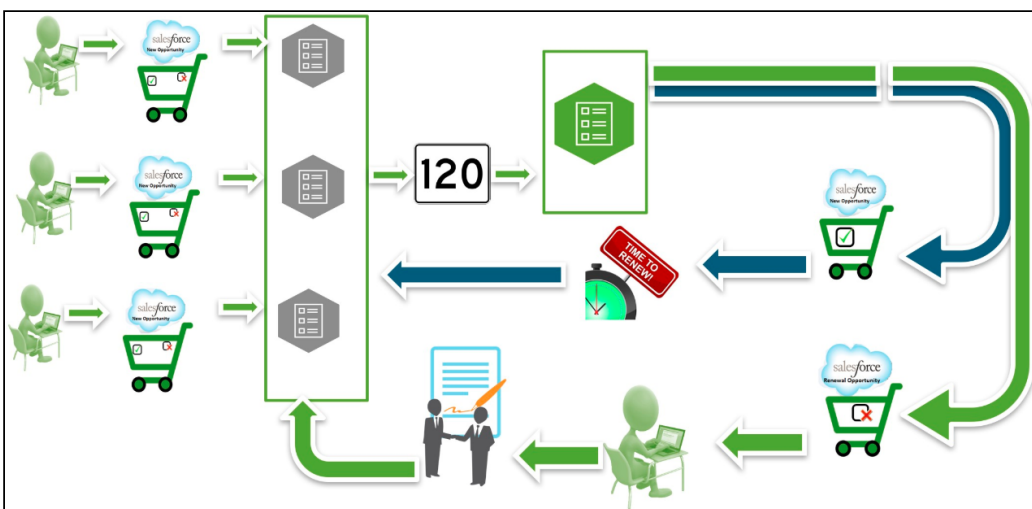 salesforce
New Opportunity
salesforce
New Opportunity
salesforce
New Opportunity
120
salesforce
New Opportunity
TIME TO
RENEW!
salesforce
Renewal Opportunity